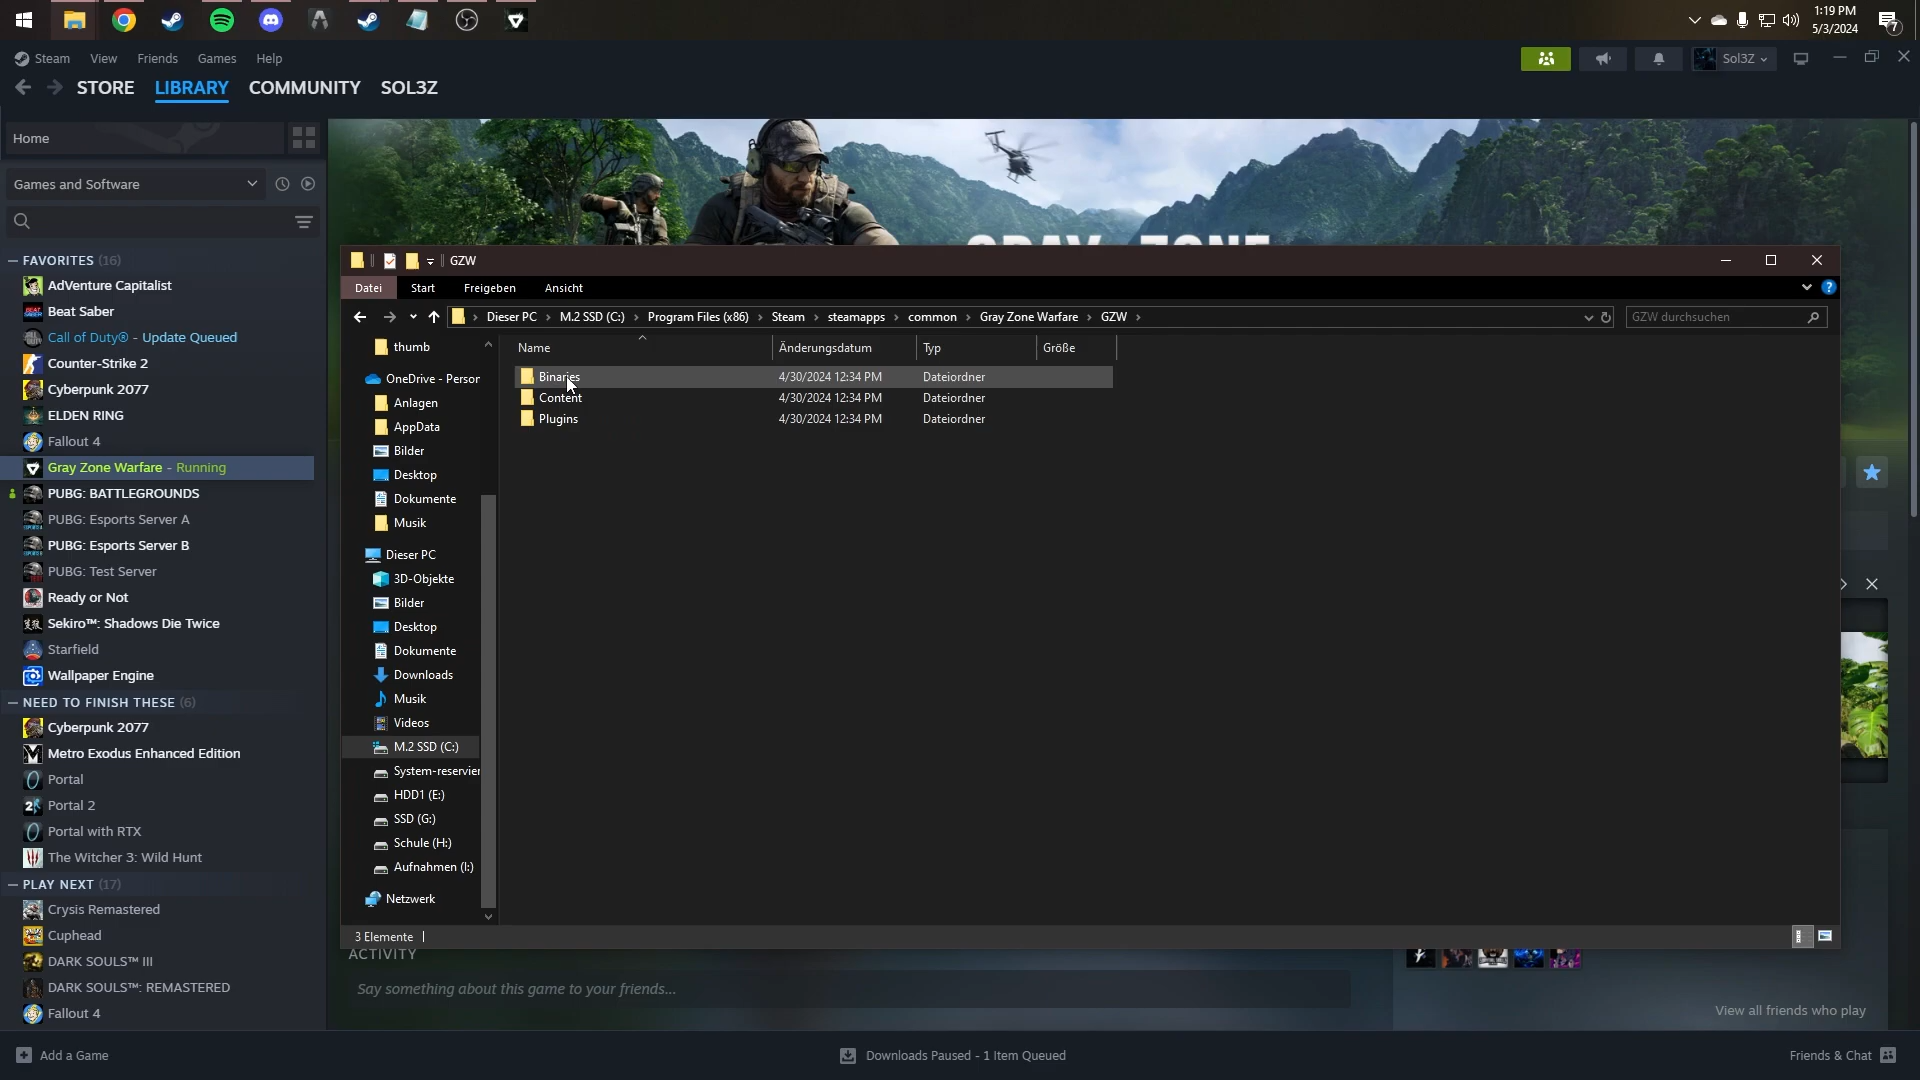 1:19 PM
5/3/2024
7
Steam View Friends Games Help
Sol3Z
STORE LIBRARY COMMUNITY SOL3Z
Home
Games and Software
FAVORITES (16)
AdVenture Capitalist
Beat Saber
Call of Duty® - Update Queued
Counter-Strike 2
Cyberpunk 2077
ELDEN RING
Fallout 4
Gray Zone Warfare - Running
PUBG: BATTLEGROUNDS
PUBG: Esports Server A
PUBG: Esports Server B
PUBG: Test Server
Ready or Not
Sekiro™: Shadows Die Twice
Starfield
Wallpaper Engine
NEED TO FINISH THESE (6)
Cyberpunk 2077
Metro Exodus Enhanced Edition
Portal
Portal 2
Portal with RTX
The Witcher 3: Wild Hunt
PLAY NEXT (17)
Crysis Remastered
Cuphead
DARK SOULS™ III
DARK SOULS™: REMASTERED
Fallout 4
GRAY ZONE
GZW
Datei Start Freigeben Ansicht
Dieser PC > M.2 SSD (C:) > Program Files (x86) > Steam > steamapps > common > Gray Zone Warfare > GZW >
GZW durchsuchen
thumb
OneDrive - Person
Anlagen
AppData
Bilder
Desktop
Dokumente
Musik
Dieser PC
3D-Objekte
Bilder
Desktop
Dokumente
Downloads
Musik
Videos
M.2 SSD (C:)
System-reservier
HDD1 (E:)
SSD (G:)
Schule (H:)
Aufnahmen (I:)
Netzwerk
Name Änderungsdatum Typ Größe
Binaries 4/30/2024 12:34 PM Dateiordner
Content 4/30/2024 12:34 PM Dateiordner
Plugins 4/30/2024 12:34 PM Dateiordner
3 Elemente
ACTIVITY
Say something about this game to your friends...
View all friends who play
Add a Game
Downloads Paused - 1 Item Queued
Friends & Chat